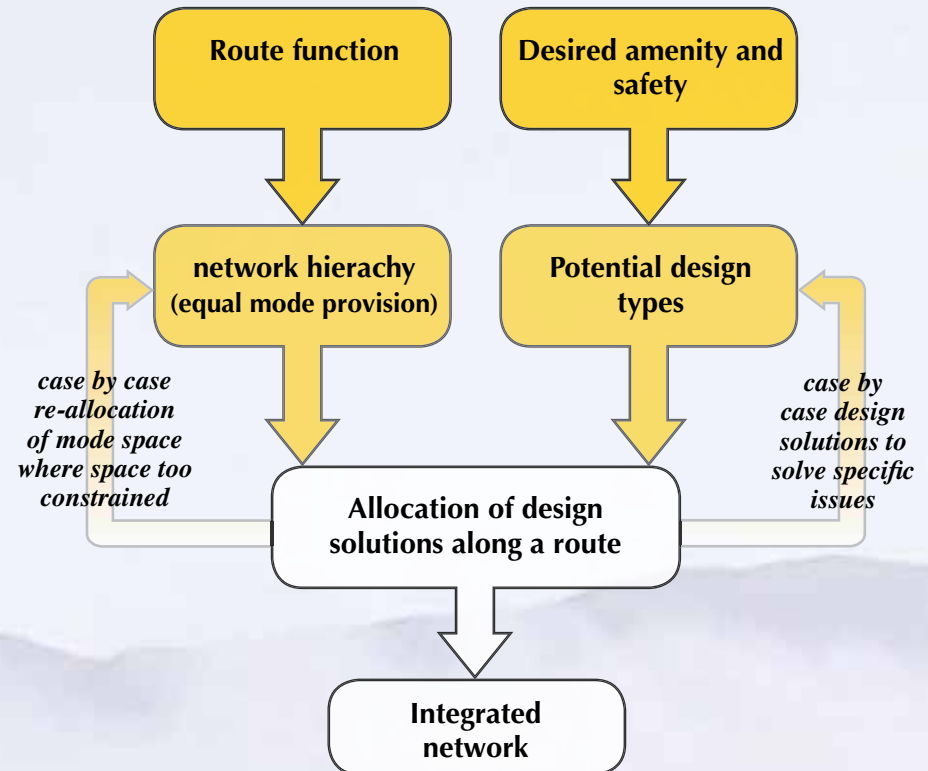 Route function
Desired amenity and
safety
network hierachy
(equal mode provision)
Potential design
types
case by case
re-allocation
of mode space
where space too
constrained
case by
case design
solutions to
solve specific
issues
Allocation of design
solutions along a route
Integrated
network